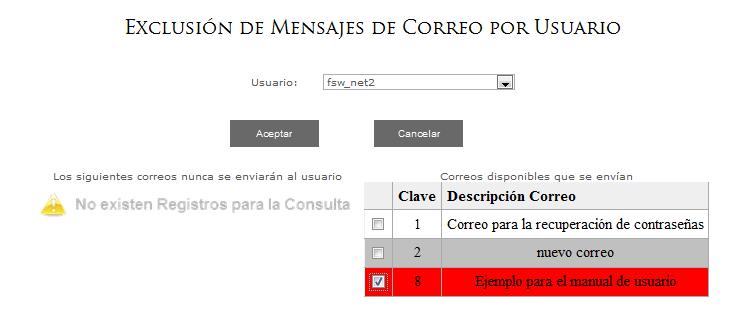 EXCLUSIÓN DE MENSAJES DE CORREO POR USUARIO
Usuario: fsw_net2
Aceptar Cancelar
Los siguientes correos nunca se enviarán al usuario
No existen Registros para la Consulta
Correos disponibles que se envían
Clave Descripción Correo
1 Correo para la recuperación de contraseñas
2 nuevo correo
8 Ejemplo para el manual de usuario